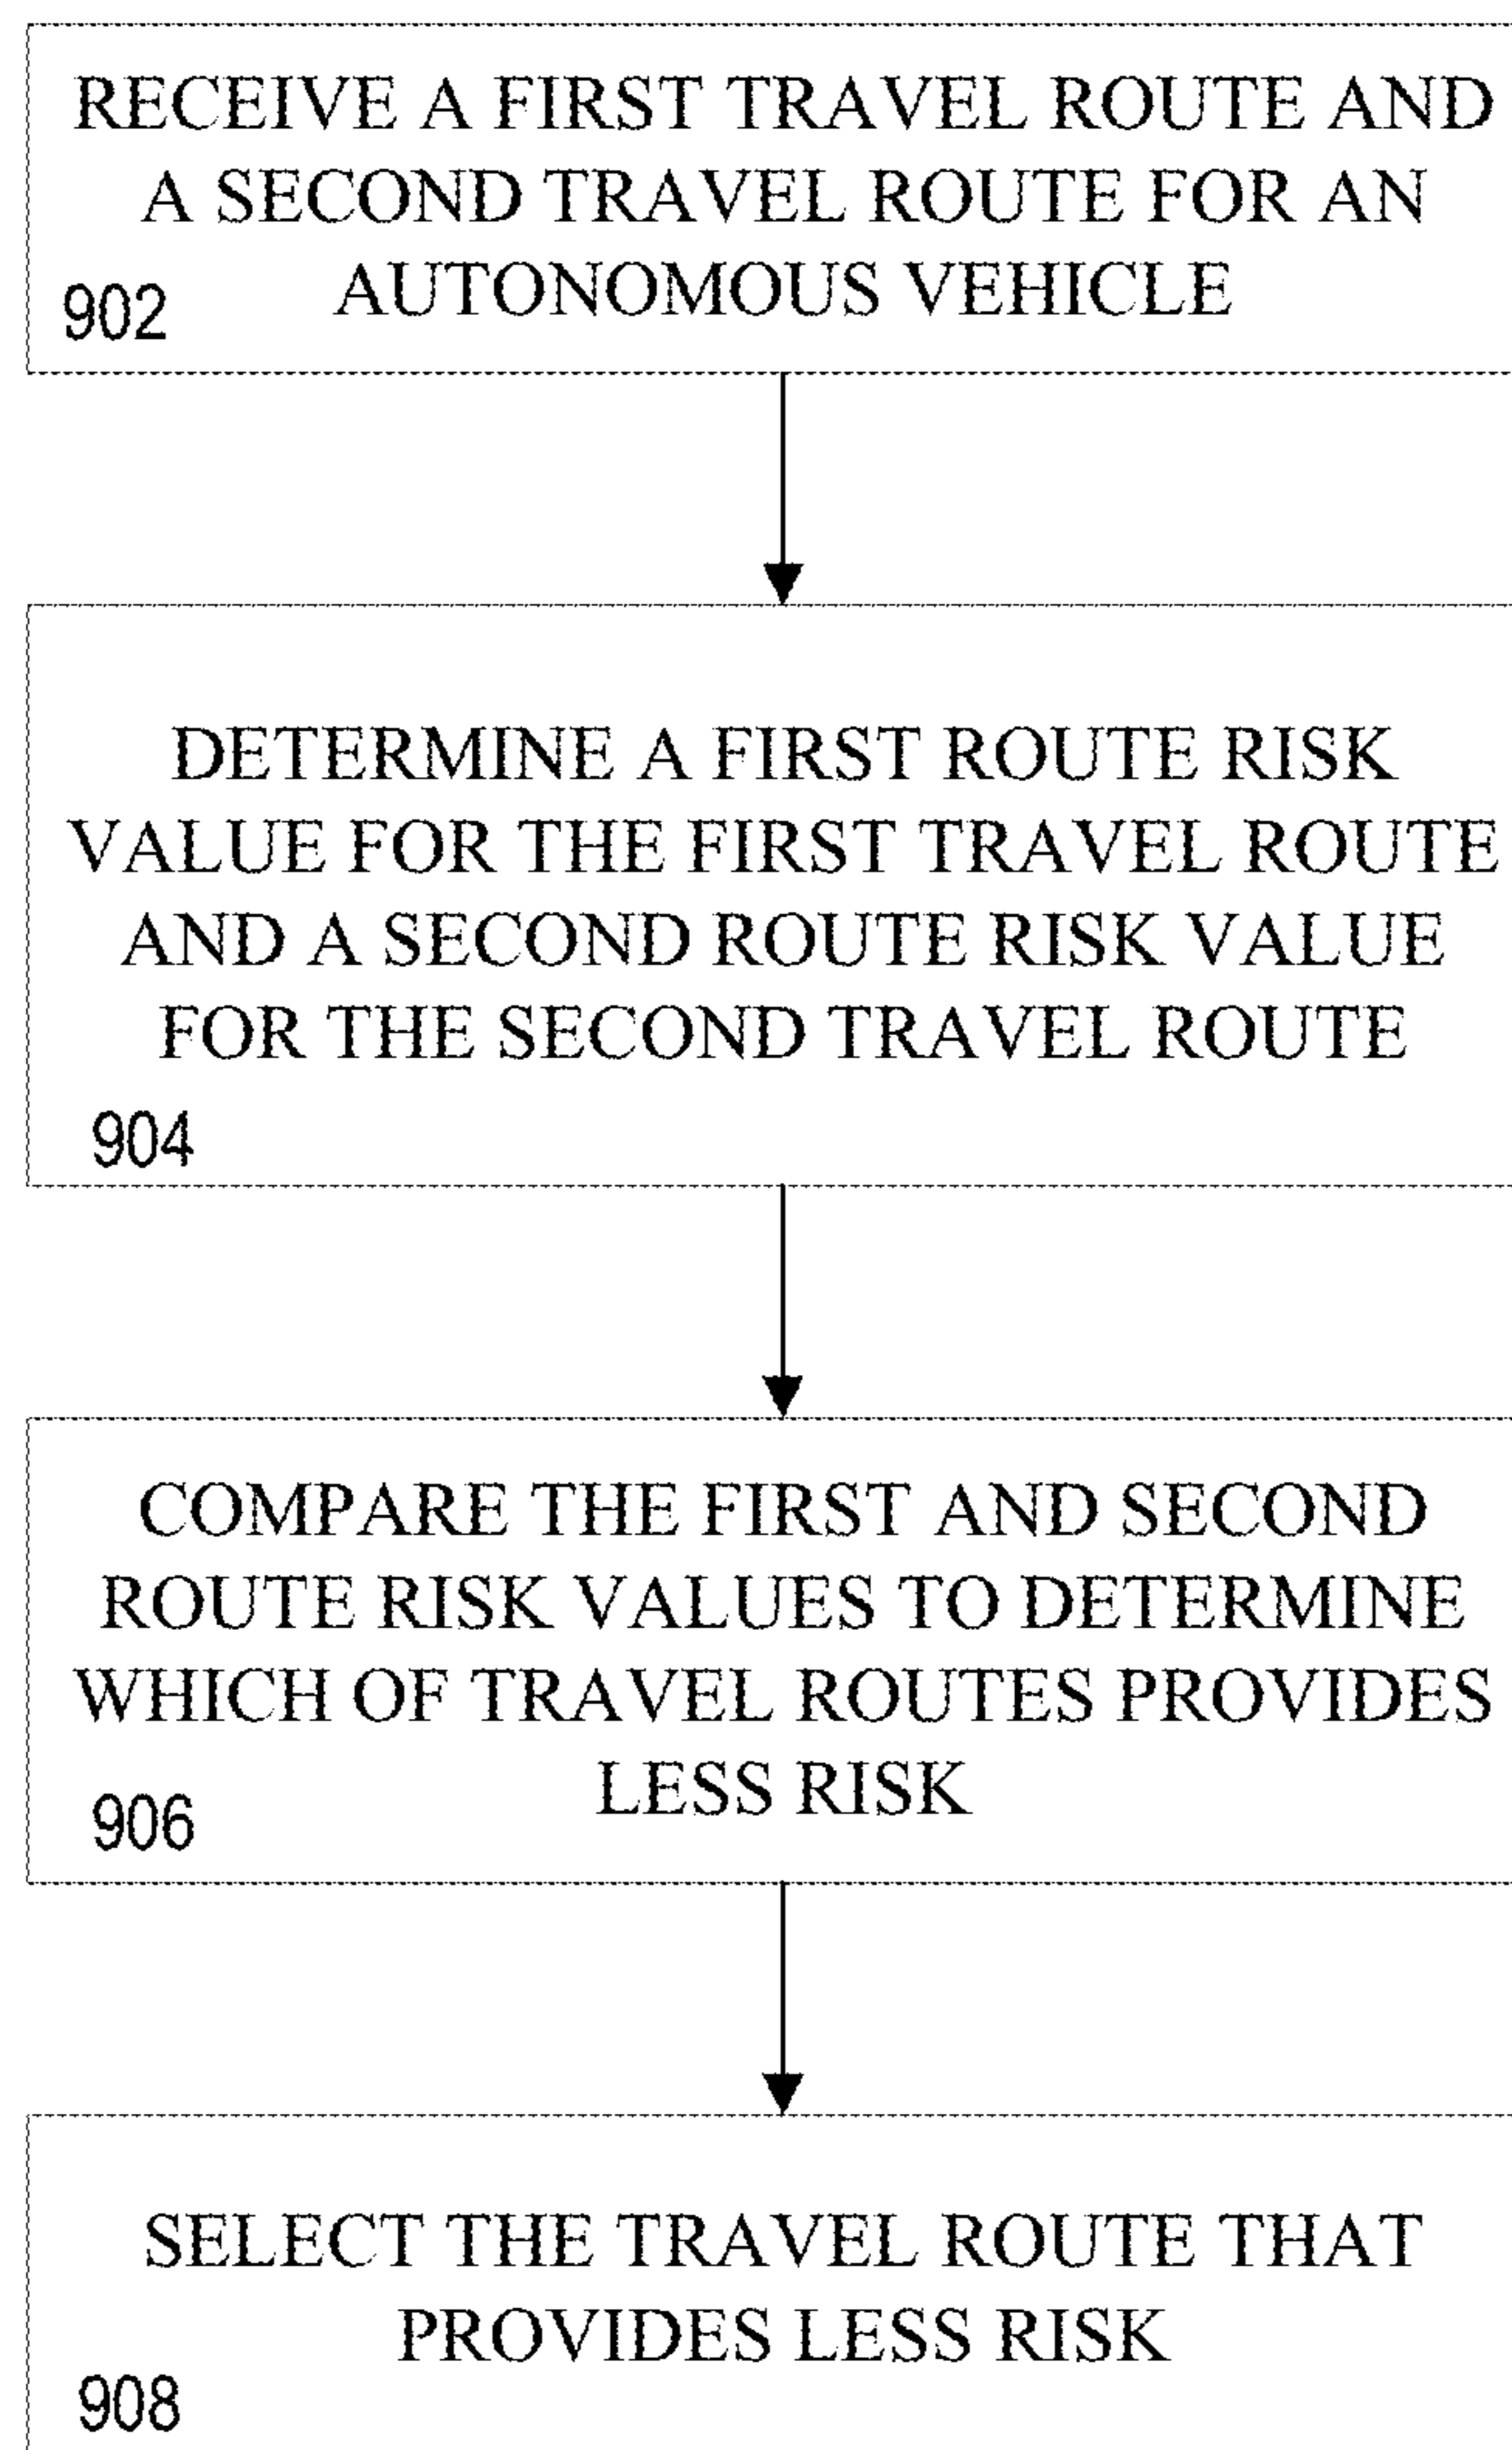 RECEIVE A FIRST TRAVEL ROUTE AND
A SECOND TRAVEL ROUTE FOR AN
AUTONOMOUS VEHICLE
902
DETERMINE A FIRST ROUTE RISK
VALUE FOR THE FIRST TRAVEL ROUTE
AND A SECOND ROUTE RISK VALUE
FOR THE SECOND TRAVEL ROUTE
904
COMPARE THE FIRST AND SECOND
ROUTE RISK VALUES TO DETERMINE
WHICH OF TRAVEL ROUTES PROVIDES
LESS RISK
906
SELECT THE TRAVEL ROUTE THAT
PROVIDES LESS RISK
908